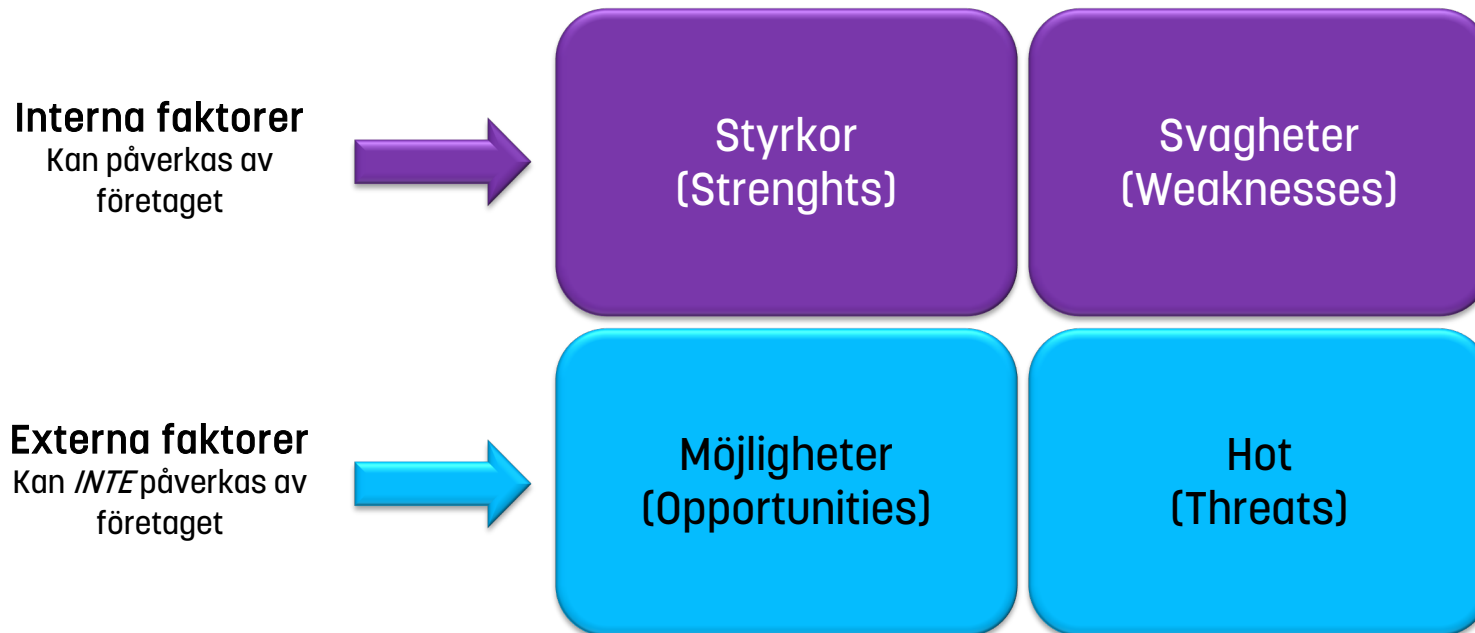 Interna faktorer
Kan påverkas av
företaget
Styrkor
(Strenghts)
Svagheter
(Weaknesses)
Externa faktorer
Kan INTE påverkas av
företaget
Möjligheter
(Opportunities)
Hot
(Threats)